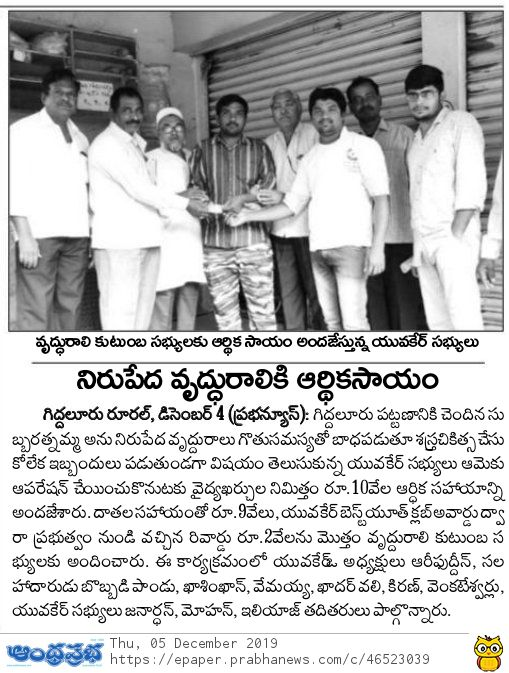 వృద్ధురాలి కుటుంబ సభ్యులకు ఆర్థిక సాయం అందజేస్తున్న యువకేర్ సభ్యులు
నిరుపేద వృద్ధురాలికి ఆర్థికసాయం
గిద్దలూరు రూరల్, డిసెంబర్ 4 (ప్రభన్యూస్): గిద్దలూరు పట్టణానికి చెందిన సు
బ్బరత్నమ్మ అను నిరుపేద వృద్దురాలు గొతుసమస్యతో బాధపడుతూ శస్త్రచికిత్స చేసు
కోలేక ఇబ్బందులు పడుతుండగా విషయం తెలుసుకున్న యువకేర్ సభ్యులు ఆమెకు
ఆపరేషన్ చేయించుకొనుటకు వైద్యఖర్చుల నిమిత్తం రూ.10వేల ఆర్ధిక సహాయాన్ని
అందజేశారు. దాతల సహాయంతో రూ.9వేలు, యువకేర్ బెస్ట్ యూత్ క్లబ్ అవార్డు ద్వా
రా ప్రభుత్వం నుండి వచ్చిన రివార్డు రూ.2వేలను మొత్తం వృద్దురాలి కుటుంబ స
భ్యులకు అందించారు. ఈ కార్యక్రమంలో యువకేర్ అధ్యక్షులు ఆరీఫుద్దీన్, సల
హాదారుడు బొబ్బడి పాండు, ఖాశింఖాన్, వేమయ్య, ఖాదర్ వలి, కిరణ్, వెంకటేశ్వర్లు,
యువకేర్ సభ్యులు జనార్ధన్, మోహన్, ఇలియాజ్ తదితరులు పాల్గొన్నారు.
ఆంధ్రప్రభ
Thu, 05 December 2019
https://epaper.prabhanews.com/c/46523039